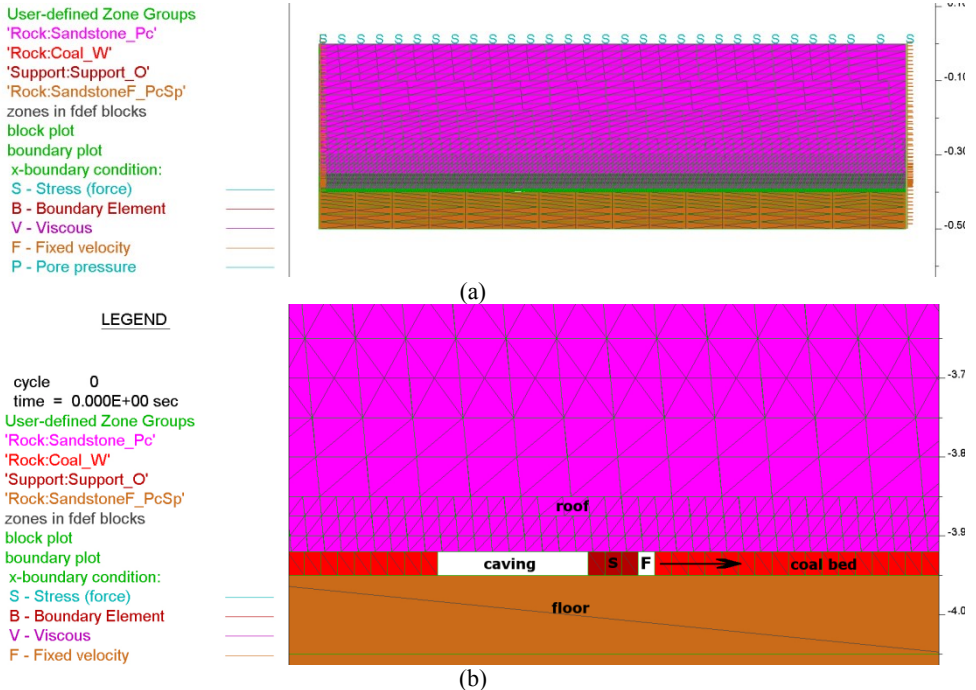 User-defined Zone Groups
'Rock:Sandstone_Pc'
'Rock:Coal_W'
'Support:Support_O'
'Rock:SandstoneF_PcSp'
zones in fdef blocks
block plot
boundary plot
x-boundary condition:
S - Stress (force)
B - Boundary Element
V - Viscous
F - Fixed velocity
P - Pore pressure
S S S S S S S S S S S S S S S S S S S S S S S S S S
-0.10
-0.30
-0.50
(a)
LEGEND
cycle 0
time = 0.000E+00 sec
User-defined Zone Groups
'Rock:Sandstone_Pc'
'Rock:Coal_W'
'Support:Support_O'
'Rock:SandstoneF_PcSp'
zones in fdef blocks
block plot
boundary plot
x-boundary condition:
S - Stress (force)
B - Boundary Element
V - Viscous
F - Fixed velocity
-3.7
-3.8
roof
-3.9
caving S F coal bed
floor
-4.0
(b)